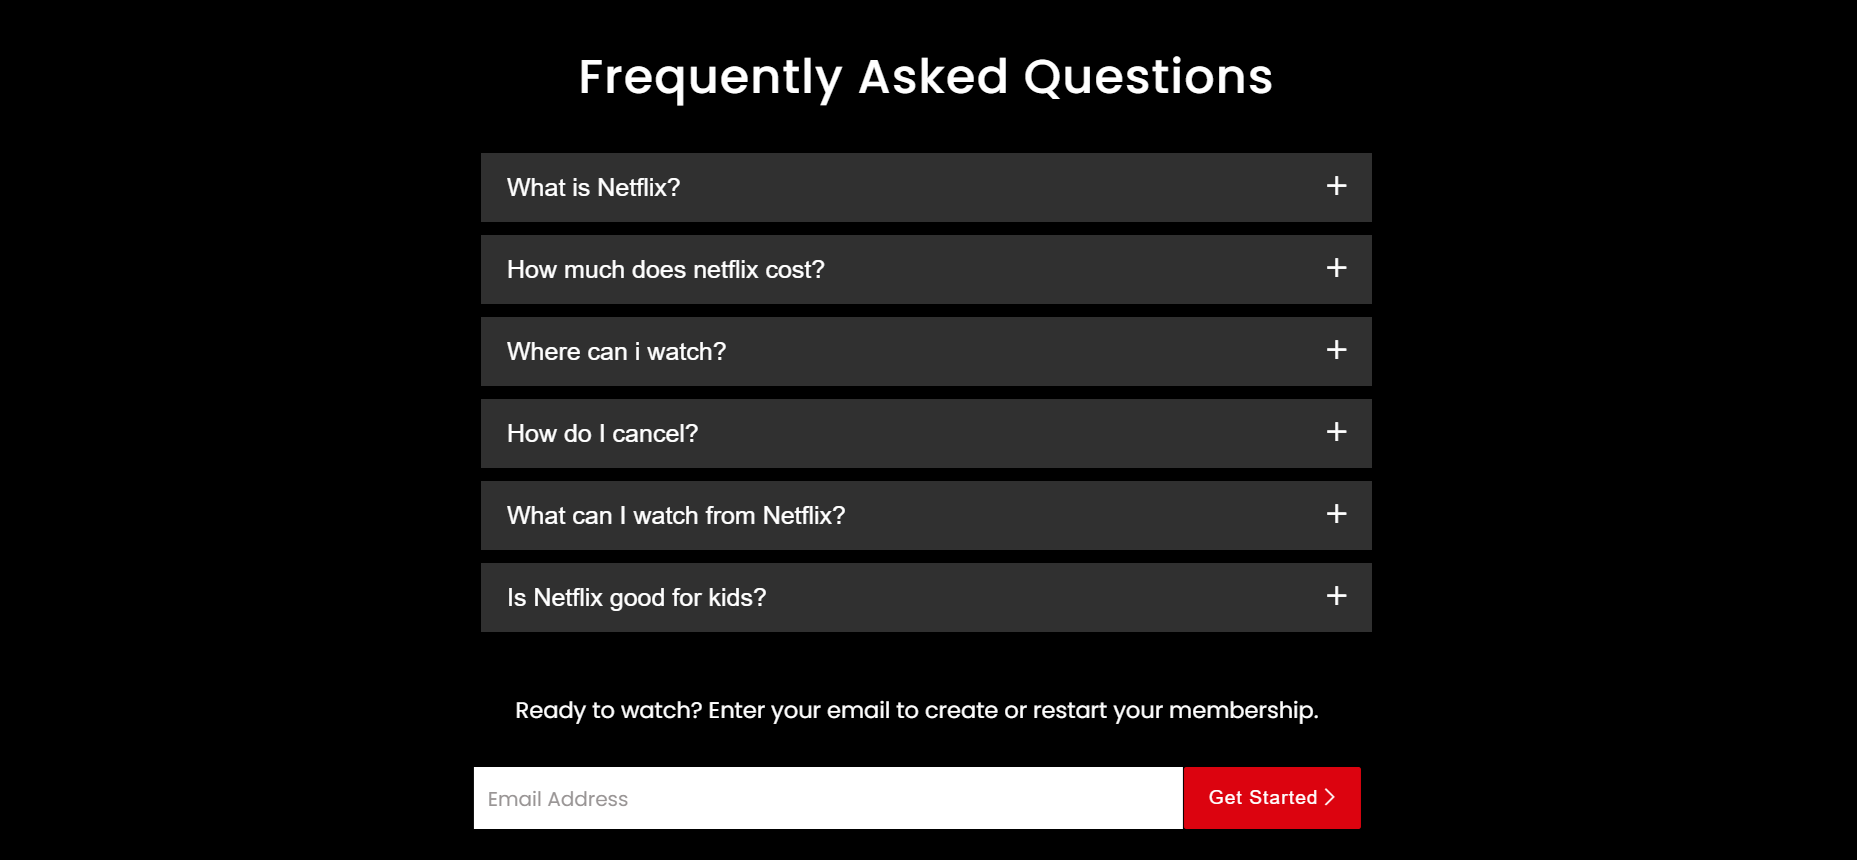 Frequently Asked Questions
What is Netflix?
How much does netflix cost?
Where can i watch?
How do I cancel?
What can I watch from Netflix?
Is Netflix good for kids?
Ready to watch? Enter your email to create or restart your membership.
Email Address
Get Started